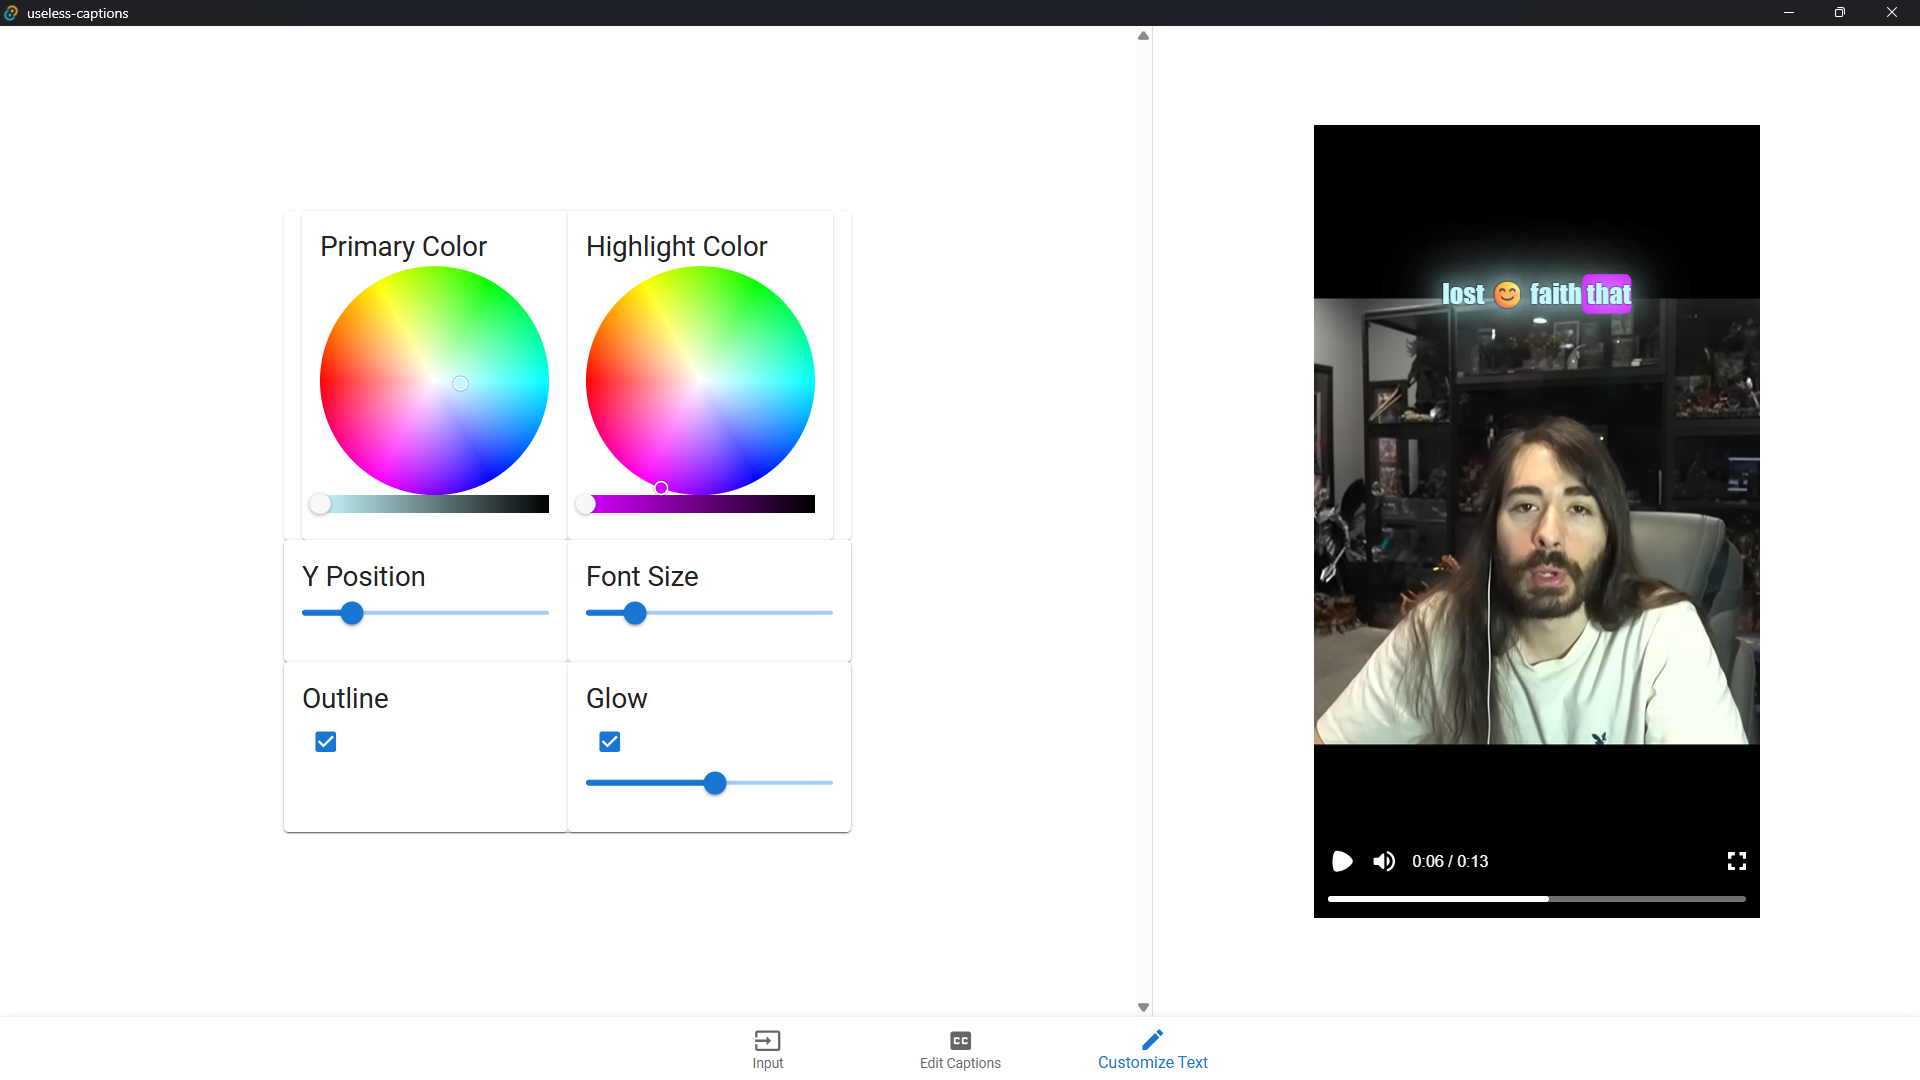 useless-captions
Primary Color
Highlight Color
lost 😊 faith that
Y Position
Font Size
Outline
Glow
0:06 / 0:13
CC
Input
Edit Captions
Customize Text